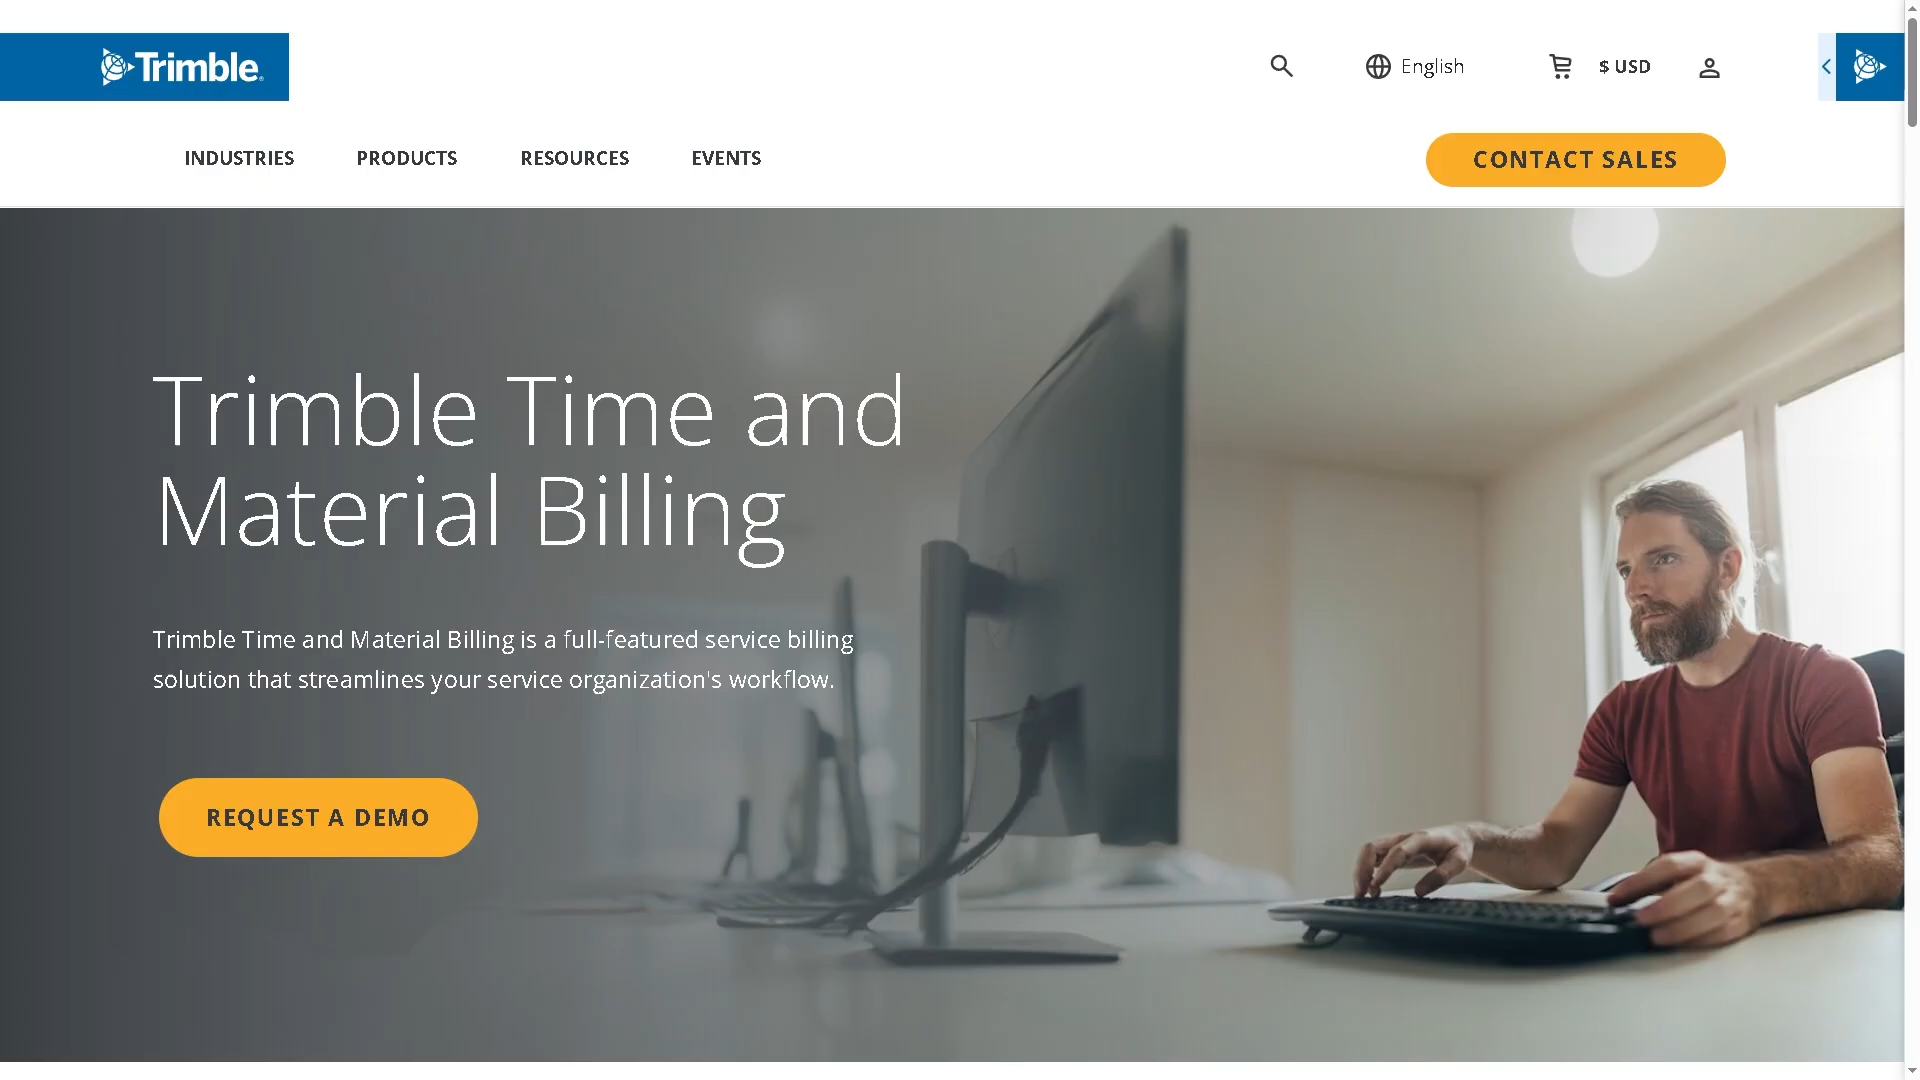 Trimble
English
$ USD
INDUSTRIES
PRODUCTS
RESOURCES
EVENTS
CONTACT SALES
Trimble Time and
Material Billing
Trimble Time and Material Billing is a full-featured service billing
solution that streamlines your service organization's workflow.
REQUEST A DEMO